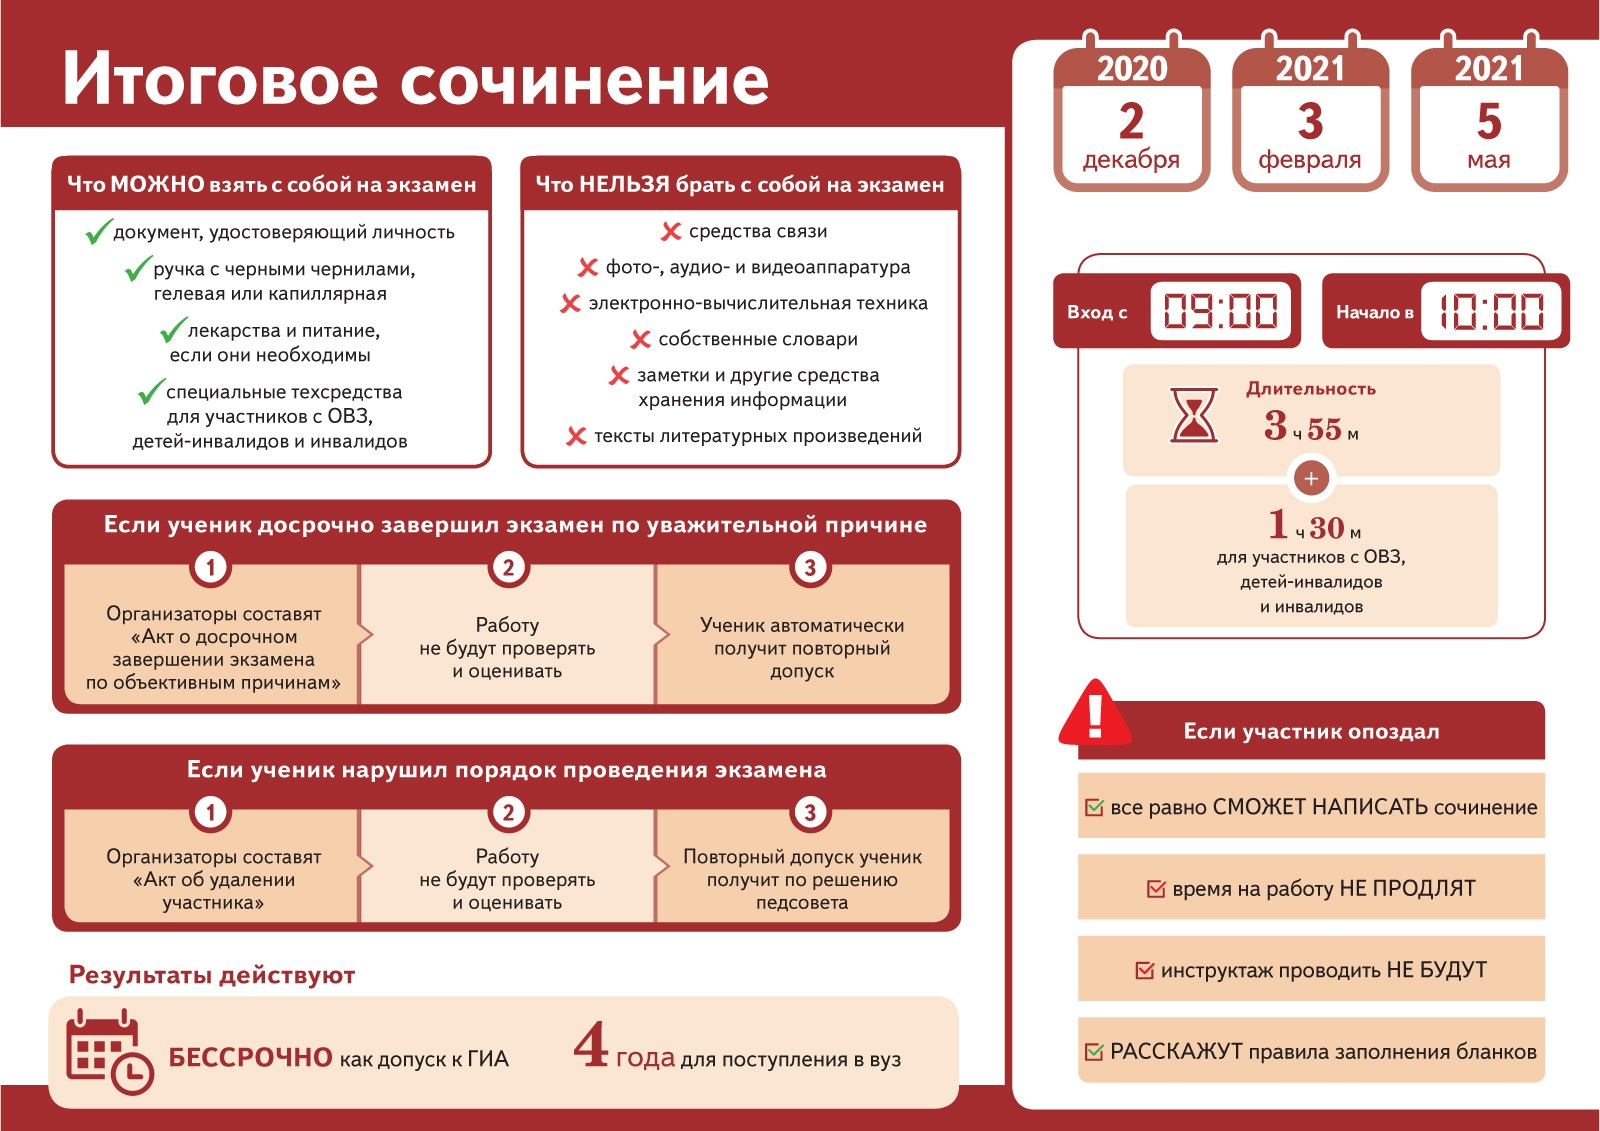 Итоговое сочинение
Что МОЖНО взять с собой на экзамен
документ, удостоверяющий личность
ручка с черными чернилами,
гелевая или капиллярная
лекарства и питание,
если они необходимы
специальные техсредства
для участников с ОВЗ,
детей-инвалидов и инвалидов
Что НЕЛЬЗЯ брать с собой на экзамен
средства связи
фото-, аудио- и видеоаппаратура
электронно-вычислительная техника
собственные словари
заметки и другие средства
хранения информации
тексты литературных произведений
Если ученик досрочно завершил экзамен по уважительной причине
1
Организаторы составят
«Акт о досрочном
завершении экзамена
по объективным причинам»
2
Работу
не будут проверять
и оценивать
3
Ученик автоматически
получит повторный
допуск
Если ученик нарушил порядок проведения экзамена
1
Организаторы составят
«Акт об удалении
участника»
2
Работу
не будут проверять
и оценивать
3
Повторный допуск ученик
получит по решению
педсовета
Результаты действуют
БЕССРОЧНО как допуск к ГИА
4 года для поступления в вуз
2020
2
декабря
2021
3
февраля
2021
5
мая
Вход с 09:00
Начало в 10:00
Длительность
3 ч 55 м
+
1 ч 30 м
для участников с ОВЗ,
детей-инвалидов
и инвалидов
!
Если участник опоздал
все равно СМОЖЕТ НАПИСАТЬ сочинение
время на работу НЕ ПРОДЛЯТ
инструктаж проводить НЕ БУДУТ
РАССКАЖУТ правила заполнения бланков